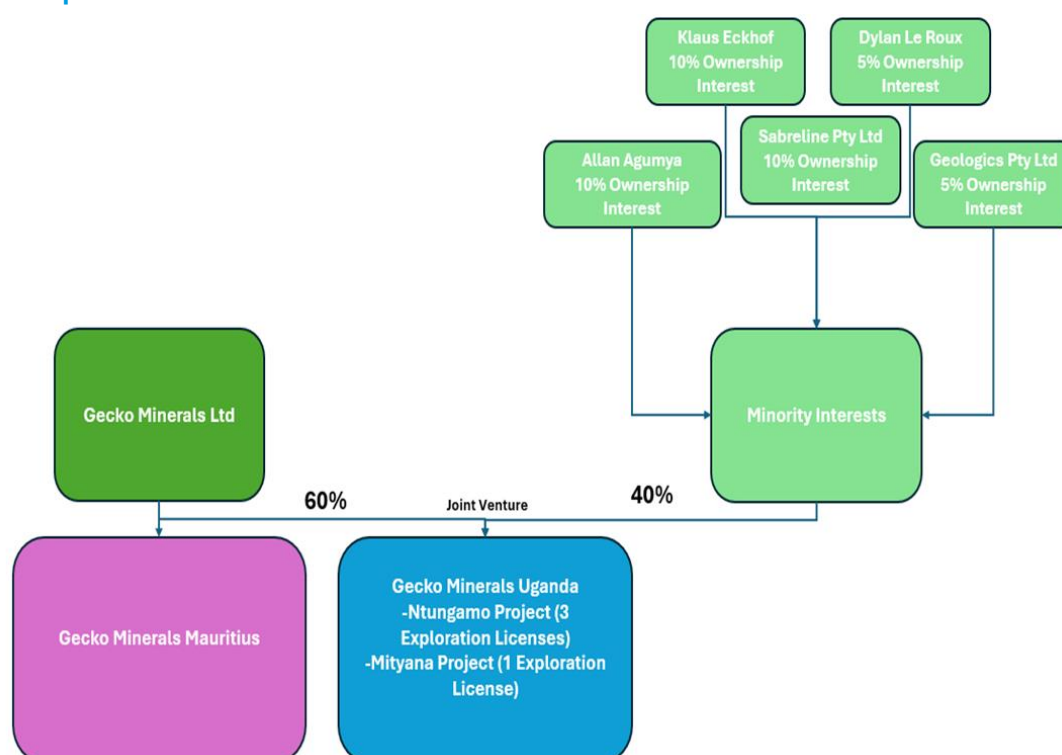 Klaus Eckhof
10% Ownership
Interest
Dylan Le Roux
5% Ownership
Interest
Allan Agumya
10% Ownership
Interest
Sabreline Pty Ltd
10% Ownership
Interest
Geologics Pty Ltd
5% Ownership
Interest
Gecko Minerals Ltd
Minority Interests
60%
Joint Venture
40%
Gecko Minerals Mauritius
Gecko Minerals Uganda
-Ntungamo Project (3
Exploration Licenses)
-Mityana Project (1 Exploration
License)